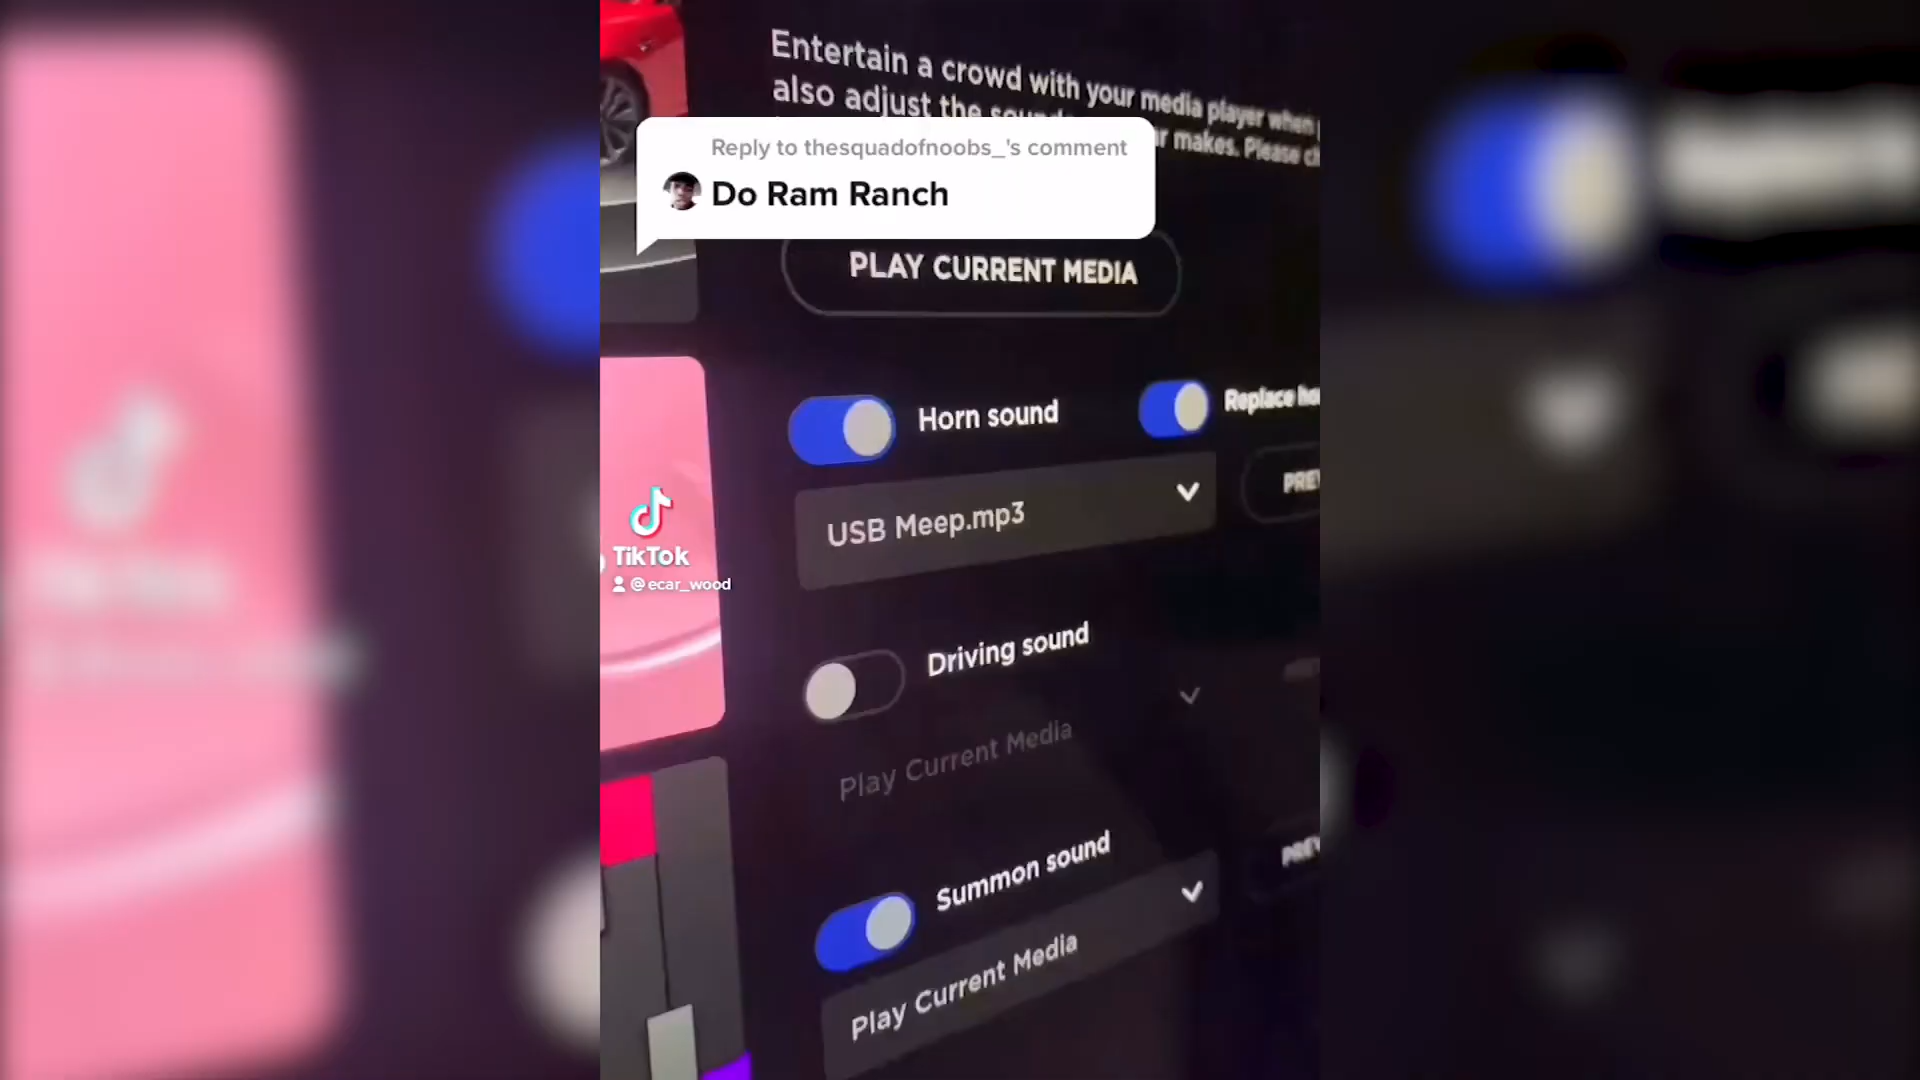 Entertain a crowd with your media player when
also adjust the sound
makes. Please
Reply to thesquadofnoobs_'s comment
Do Ram Ranch
PLAY CURRENT MEDIA
Horn sound
Replace
USB Meep.mp3
TikTok
@ecar_wood
Driving sound
Play Current Media
Summon sound
Play Current Media